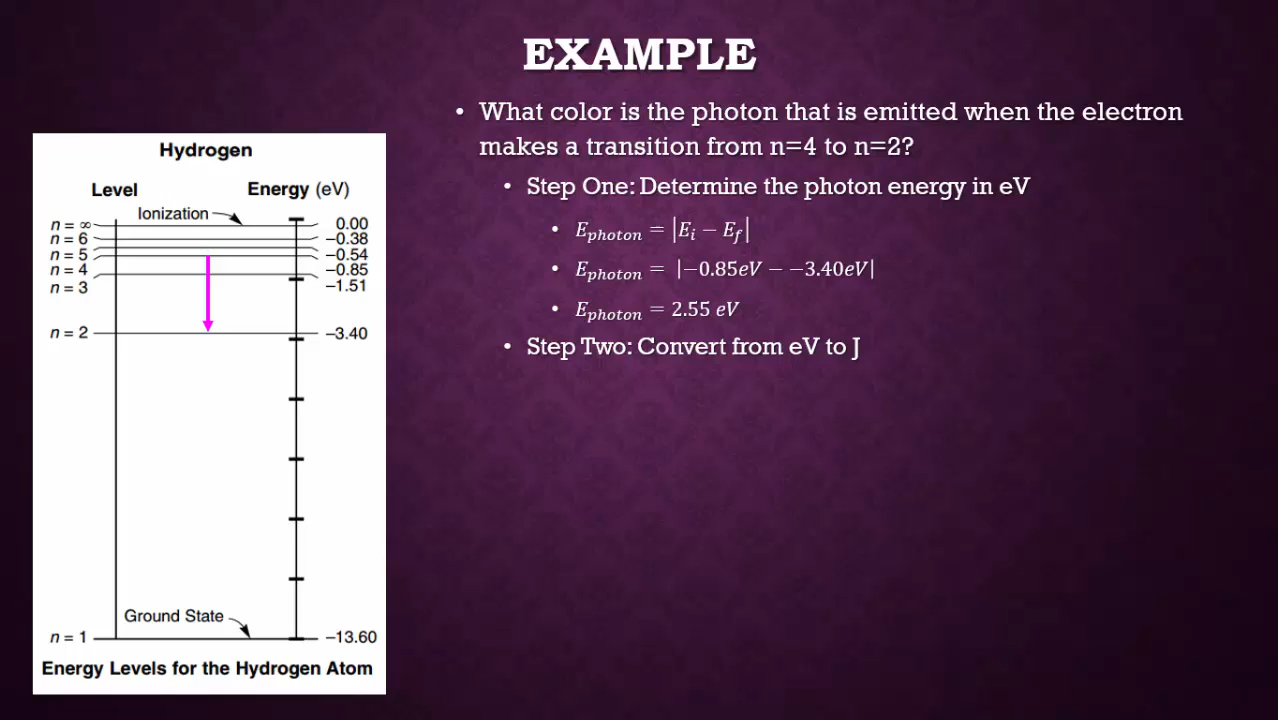 EXAMPLE
• What color is the photon that is emitted when the electron
makes a transition from n=4 to n=2?
• Step One: Determine the photon energy in eV
• E_photon = |E_i − E_f|
• E_photon = |−0.85eV − −3.40eV|
• E_photon = 2.55 eV
• Step Two: Convert from eV to J
Hydrogen
Level Energy (eV)
Ionization
n = ∞ 0.00
n = 6 −0.38
n = 5 −0.54
n = 4 −0.85
n = 3 −1.51
n = 2 −3.40
Ground State
n = 1 −13.60
Energy Levels for the Hydrogen Atom